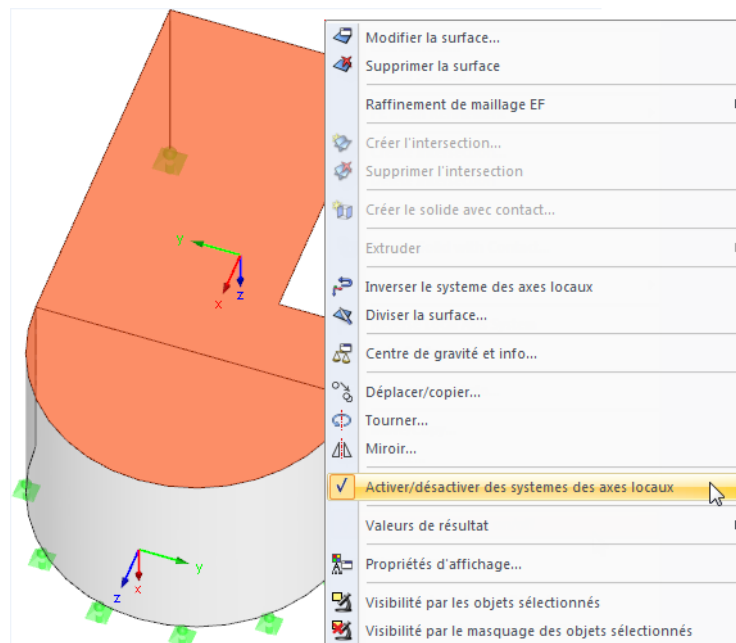 Modifier la surface...
Supprimer la surface
Raffinement de maillage EF
Créer l'intersection...
Supprimer l'intersection
Créer le solide avec contact...
Extruder
Inverser le systeme des axes locaux
Diviser la surface...
Centre de gravité et info...
Déplacer/copier...
Tourner...
Miroir...
Activer/désactiver des systemes des axes locaux
Valeurs de résultat
Propriétés d'affichage...
Visibilité par les objets sélectionnés
Visibilité par le masquage des objets sélectionnés
Y
X
Z
Y
X
Z